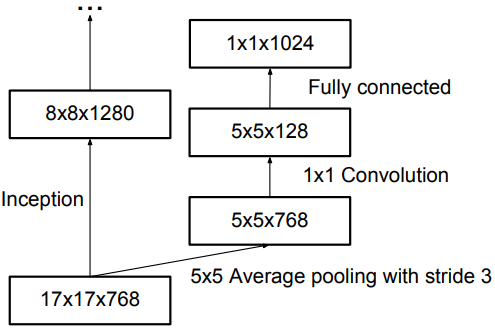 ...
1x1x1024
Fully connected
8x8x1280
5x5x128
1x1 Convolution
Inception
5x5x768
5x5 Average pooling with stride 3
17x17x768